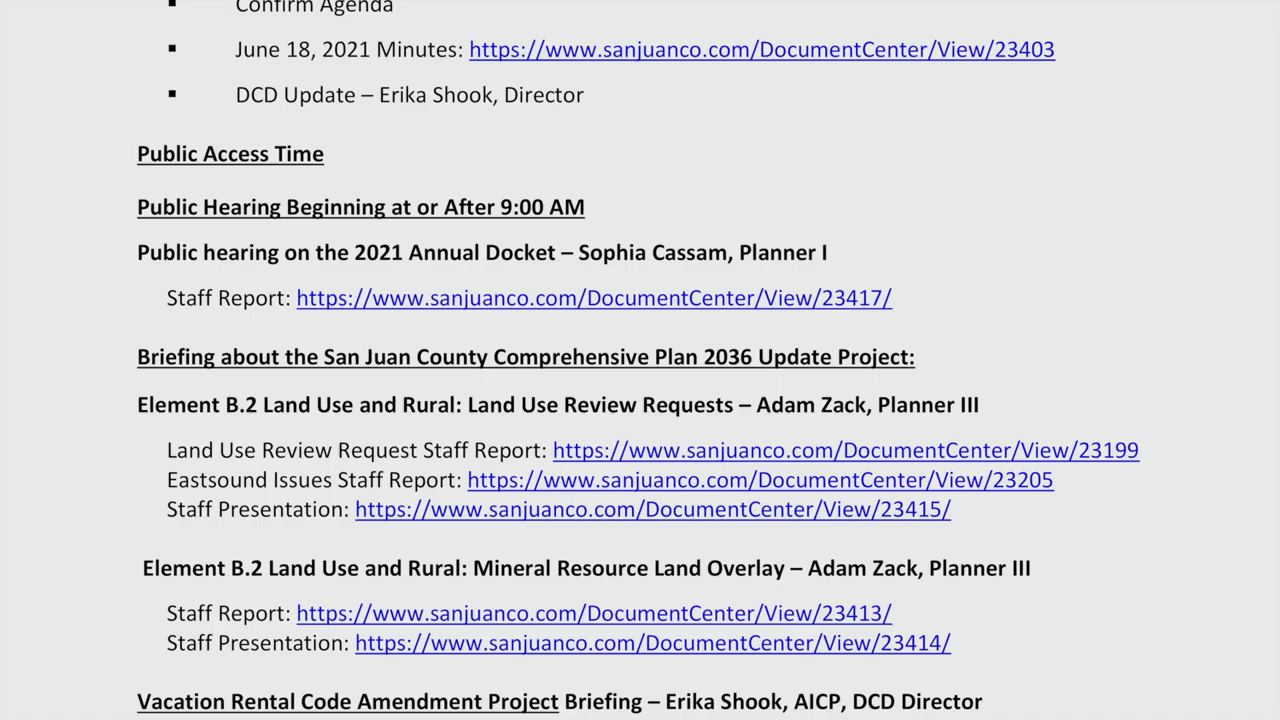 ▪ Confirm Agenda
▪ June 18, 2021 Minutes: https://www.sanjuanco.com/DocumentCenter/View/23403
▪ DCD Update – Erika Shook, Director
Public Access Time
Public Hearing Beginning at or After 9:00 AM
Public hearing on the 2021 Annual Docket – Sophia Cassam, Planner I
Staff Report: https://www.sanjuanco.com/DocumentCenter/View/23417/
Briefing about the San Juan County Comprehensive Plan 2036 Update Project:
Element B.2 Land Use and Rural: Land Use Review Requests – Adam Zack, Planner III
Land Use Review Request Staff Report: https://www.sanjuanco.com/DocumentCenter/View/23199
Eastsound Issues Staff Report: https://www.sanjuanco.com/DocumentCenter/View/23205
Staff Presentation: https://www.sanjuanco.com/DocumentCenter/View/23415/
Element B.2 Land Use and Rural: Mineral Resource Land Overlay – Adam Zack, Planner III
Staff Report: https://www.sanjuanco.com/DocumentCenter/View/23413/
Staff Presentation: https://www.sanjuanco.com/DocumentCenter/View/23414/
Vacation Rental Code Amendment Project Briefing – Erika Shook, AICP, DCD Director